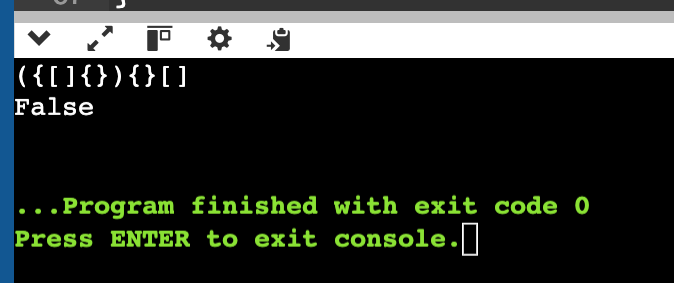 ({[]{}){}[]
False
...Program finished with exit code 0
Press ENTER to exit console.